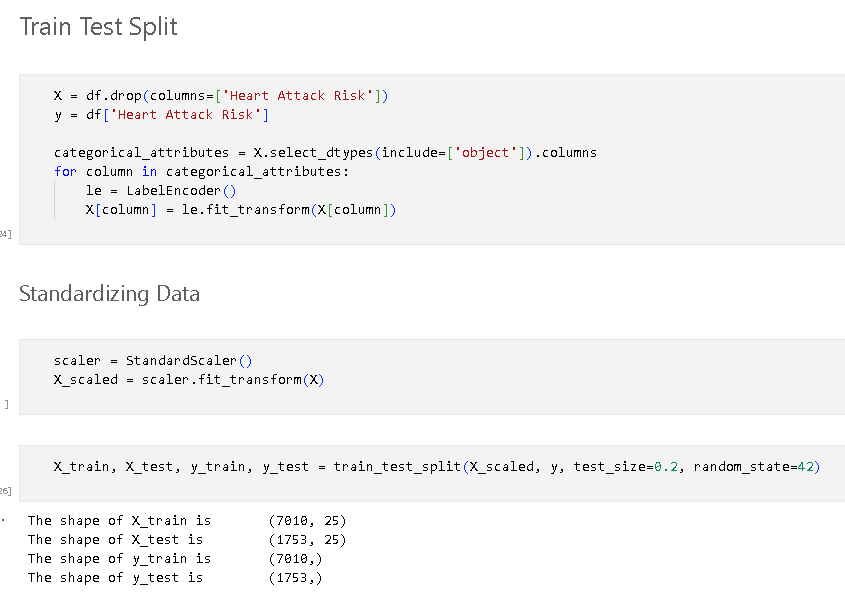 Train Test Split
X = df.drop(columns=['Heart Attack Risk'])
y = df['Heart Attack Risk']
categorical_attributes = X.select_dtypes(include=['object']).columns
for column in categorical_attributes:
    le = LabelEncoder()
    X[column] = le.fit_transform(X[column])
24]
Standardizing Data
scaler = StandardScaler()
X_scaled = scaler.fit_transform(X)
]
X_train, X_test, y_train, y_test = train_test_split(X_scaled, y, test_size=0.2, random_state=42)
26]
The shape of X_train is       (7010, 25)
The shape of X_test is        (1753, 25)
The shape of y_train is       (7010,)
The shape of y_test is        (1753,)